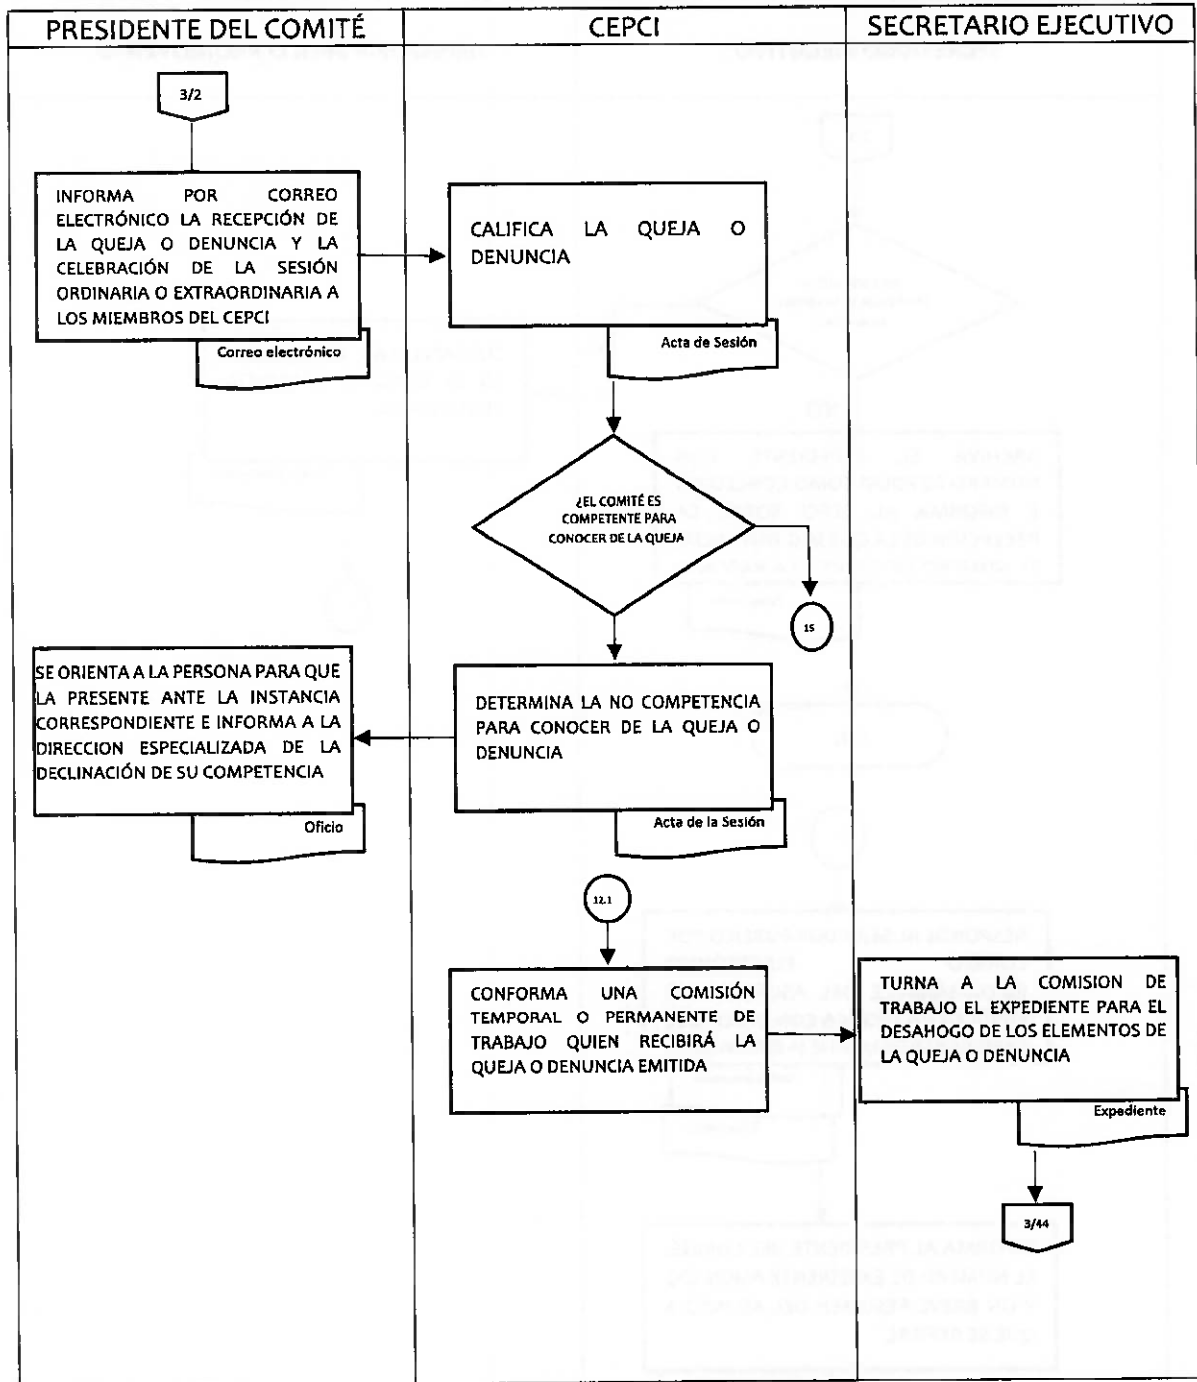 PRESIDENTE DEL COMITÉ
CEPCI
SECRETARIO EJECUTIVO
3/2
INFORMA POR CORREO
ELECTRÓNICO LA RECEPCIÓN DE
LA QUEJA O DENUNCIA Y LA
CELEBRACIÓN DE LA SESIÓN
ORDINARIA O EXTRAORDINARIA A
LOS MIEMBROS DEL CEPCI
Correo electrónico
CALIFICA LA QUEJA O
DENUNCIA
Acta de Sesión
¿EL COMITÉ ES
COMPETENTE PARA
CONOCER DE LA QUEJA
15
SE ORIENTA A LA PERSONA PARA QUE
LA PRESENTE ANTE LA INSTANCIA
CORRESPONDIENTE E INFORMA A LA
DIRECCION ESPECIALIZADA DE LA
DECLINACIÓN DE SU COMPETENCIA
Oficio
DETERMINA LA NO COMPETENCIA
PARA CONOCER DE LA QUEJA O
DENUNCIA
Acta de la Sesión
12.1
CONFORMA UNA COMISIÓN
TEMPORAL O PERMANENTE DE
TRABAJO QUIEN RECIBIRÁ LA
QUEJA O DENUNCIA EMITIDA
TURNA A LA COMISION DE
TRABAJO EL EXPEDIENTE PARA EL
DESAHOGO DE LOS ELEMENTOS DE
LA QUEJA O DENUNCIA
Expediente
3/44